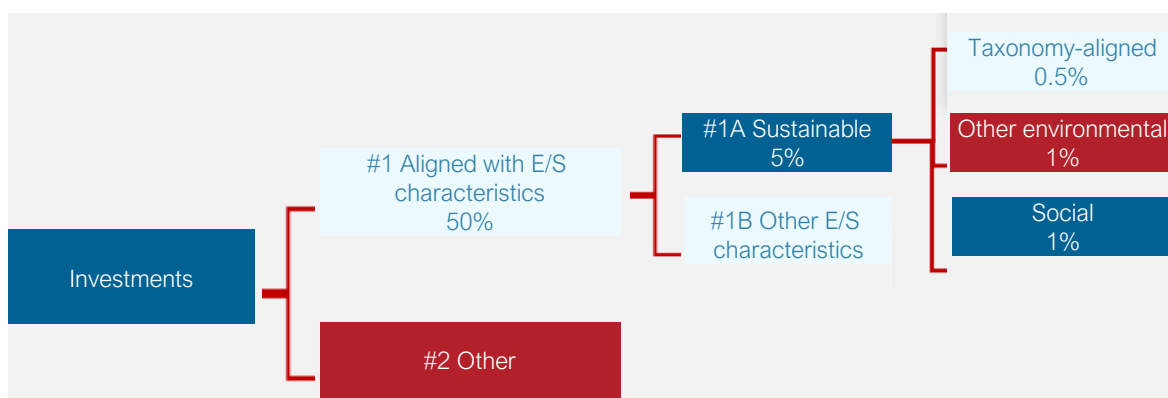 Investments
#1 Aligned with E/S
characteristics
50%
#2 Other
#1A Sustainable
5%
#1B Other E/S
characteristics
Taxonomy-aligned
0.5%
Other environmental
1%
Social
1%